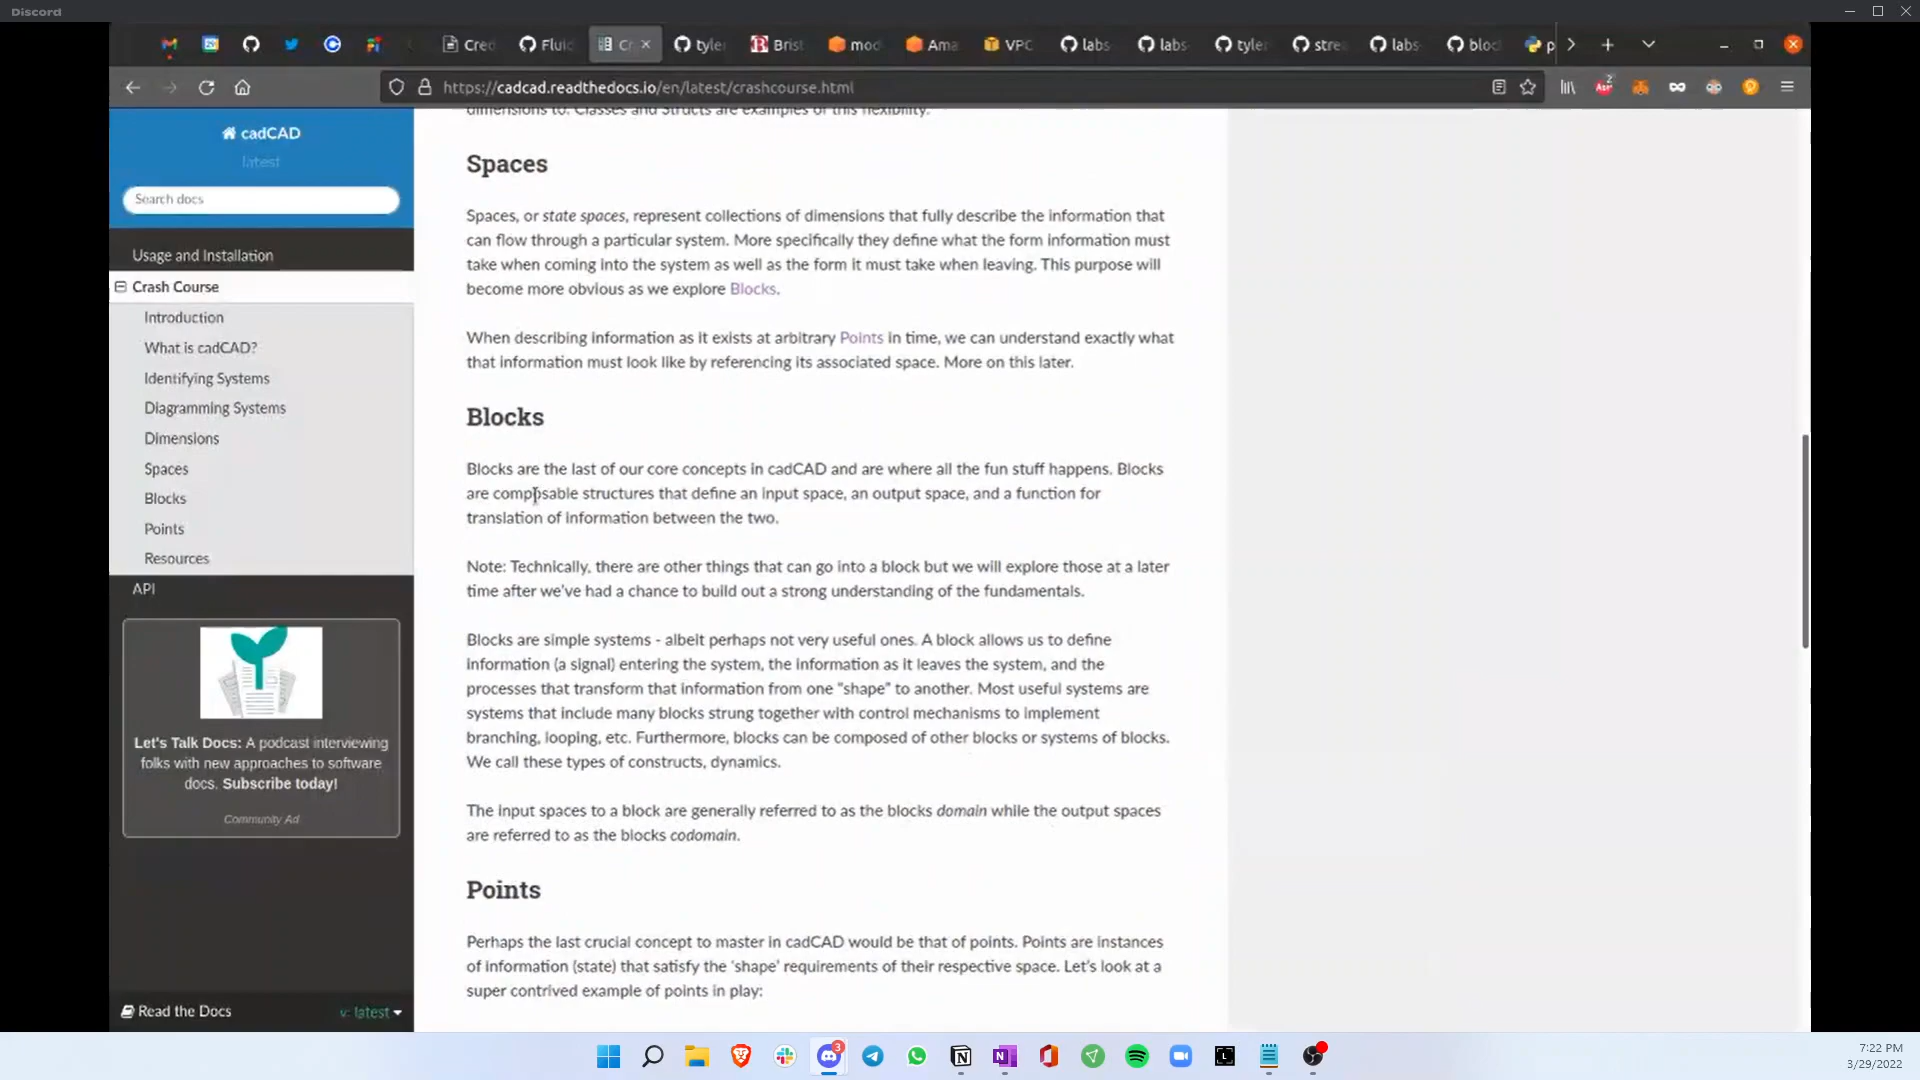 Discord
Cred
Fluid
Cr
tyler
Brist
mod
Ama
VPC
labs
labs
tyler
stre
labs
bloc
p
https://cadcad.readthedocs.io/en/latest/crashcourse.html
2
cadCAD
latest
Search docs
Usage and Installation
Crash Course
Introduction
What is cadCAD?
Identifying Systems
Diagramming Systems
Dimensions
Spaces
Blocks
Points
Resources
API
Let's Talk Docs: A podcast interviewing
folks with new approaches to software
docs. Subscribe today!
Community Ad
Read the Docs
v: latest
dimensions to. Classes and Structs are examples of this flexibility.
Spaces
Spaces, or state spaces, represent collections of dimensions that fully describe the information that
can flow through a particular system. More specifically they define what the form information must
take when coming into the system as well as the form it must take when leaving. This purpose will
become more obvious as we explore Blocks.
When describing information as it exists at arbitrary Points in time, we can understand exactly what
that information must look like by referencing its associated space. More on this later.
Blocks
Blocks are the last of our core concepts in cadCAD and are where all the fun stuff happens. Blocks
are composable structures that define an input space, an output space, and a function for
translation of information between the two.
Note: Technically, there are other things that can go into a block but we will explore those at a later
time after we've had a chance to build out a strong understanding of the fundamentals.
Blocks are simple systems - albeit perhaps not very useful ones. A block allows us to define
information (a signal) entering the system, the information as it leaves the system, and the
processes that transform that information from one "shape" to another. Most useful systems are
systems that include many blocks strung together with control mechanisms to implement
branching, looping, etc. Furthermore, blocks can be composed of other blocks or systems of blocks.
We call these types of constructs, dynamics.
The input spaces to a block are generally referred to as the blocks domain while the output spaces
are referred to as the blocks codomain.
Points
Perhaps the last crucial concept to master in cadCAD would be that of points. Points are instances
of information (state) that satisfy the 'shape' requirements of their respective space. Let's look at a
super contrived example of points in play:
3
7:22 PM
3/29/2022